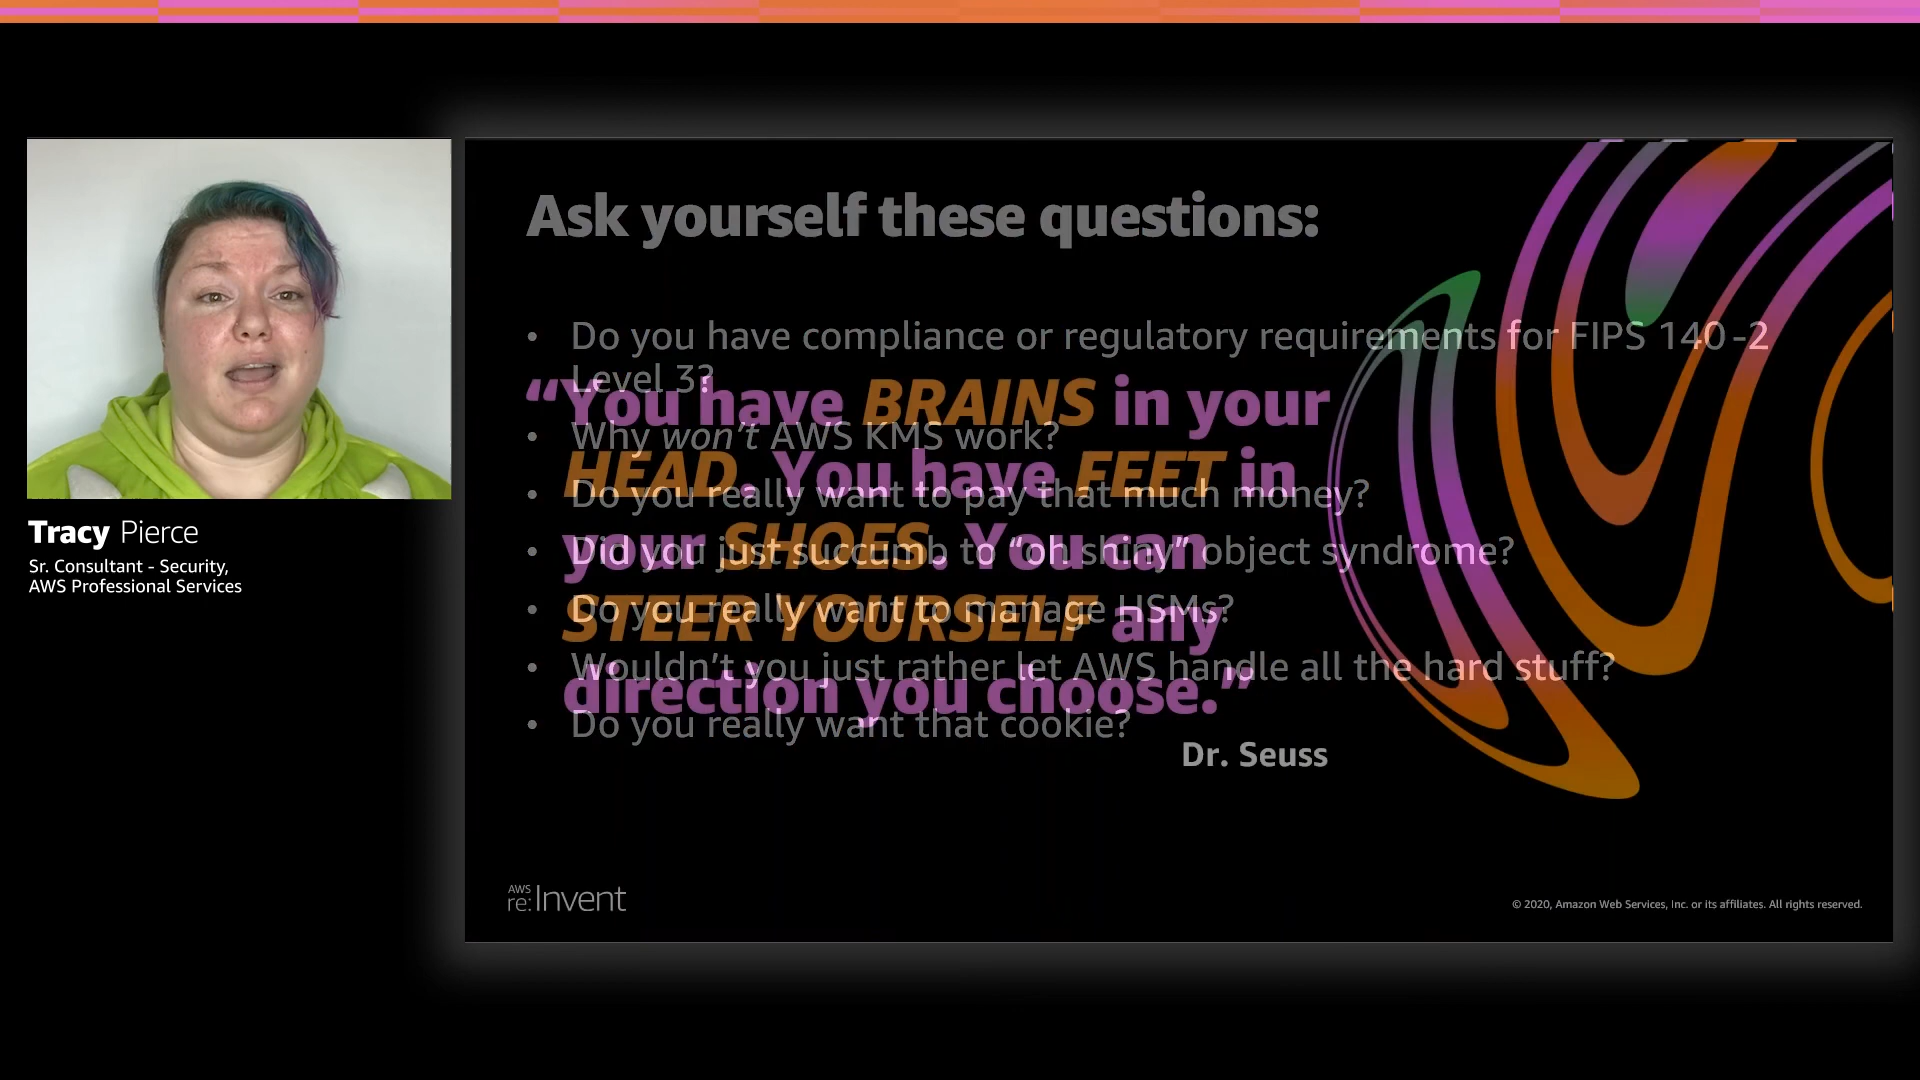 Tracy Pierce
Sr. Consultant - Security,
AWS Professional Services
Ask yourself these questions:
• Do you have compliance or regulatory requirements for FIPS 140-2
Level 3?
• Why won't AWS KMS work?
• Do you really want to pay that much money?
• Did you just succumb to “oh shiny” object syndrome?
• Do you really want to manage HSMs?
• Wouldn't you just rather let AWS handle all the hard stuff?
• Do you really want that cookie?
“You have BRAINS in your
HEAD. You have FEET in
your SHOES. You can
STEER YOURSELF any
direction you choose.”
Dr. Seuss
AWS
re:Invent
© 2020, Amazon Web Services, Inc. or its affiliates. All rights reserved.